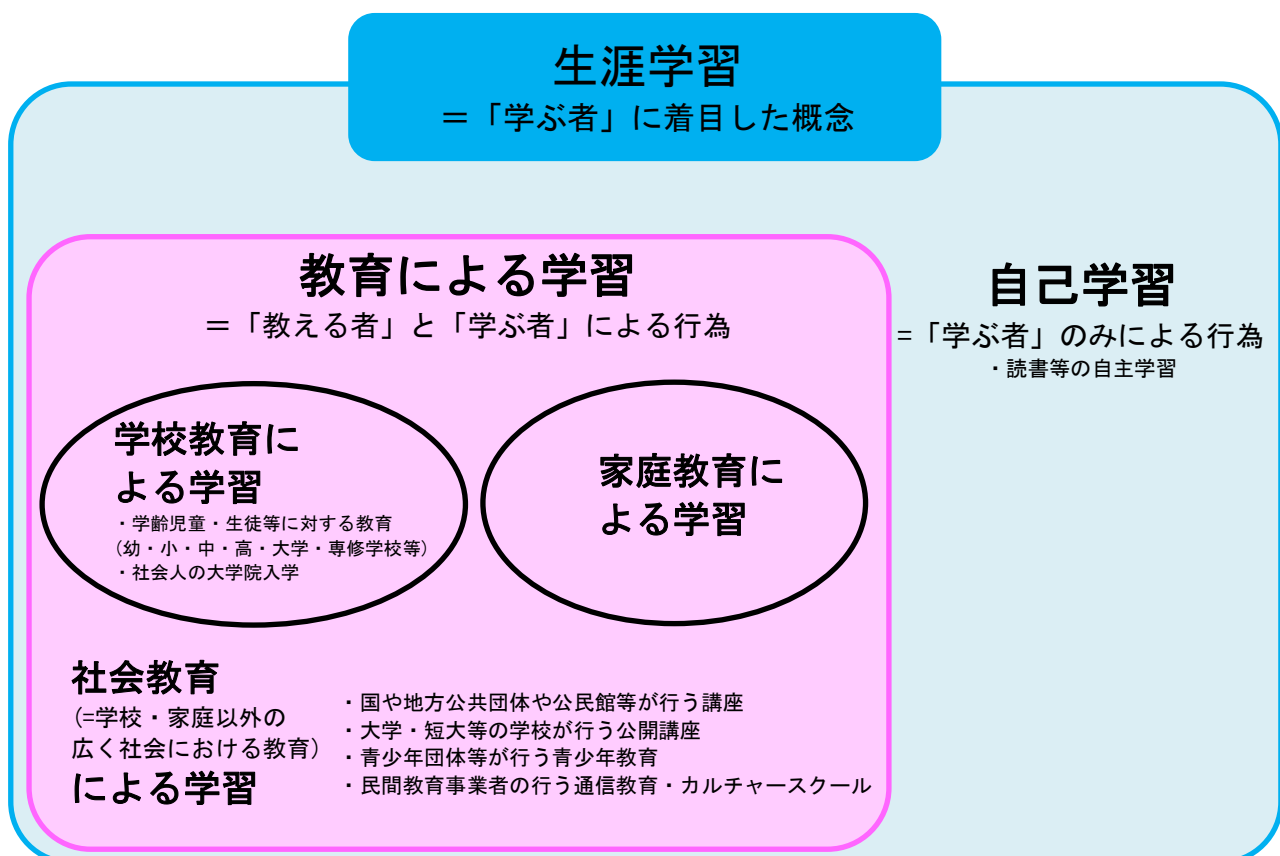 生涯学習
＝「学ぶ者」に着目した概念
教育による学習
＝「教える者」と「学ぶ者」による行為
自己学習
=「学ぶ者」のみによる行為
・読書等の自主学習
学校教育に
よる学習
・学齢児童・生徒等に対する教育
(幼・小・中・高・大学・専修学校等)
・社会人の大学院入学
家庭教育に
よる学習
社会教育
(=学校・家庭以外の
広く社会における教育)
による学習
・国や地方公共団体や公民館等が行う講座
・大学・短大等の学校が行う公開講座
・青少年団体等が行う青少年教育
・民間教育事業者の行う通信教育・カルチャースクール